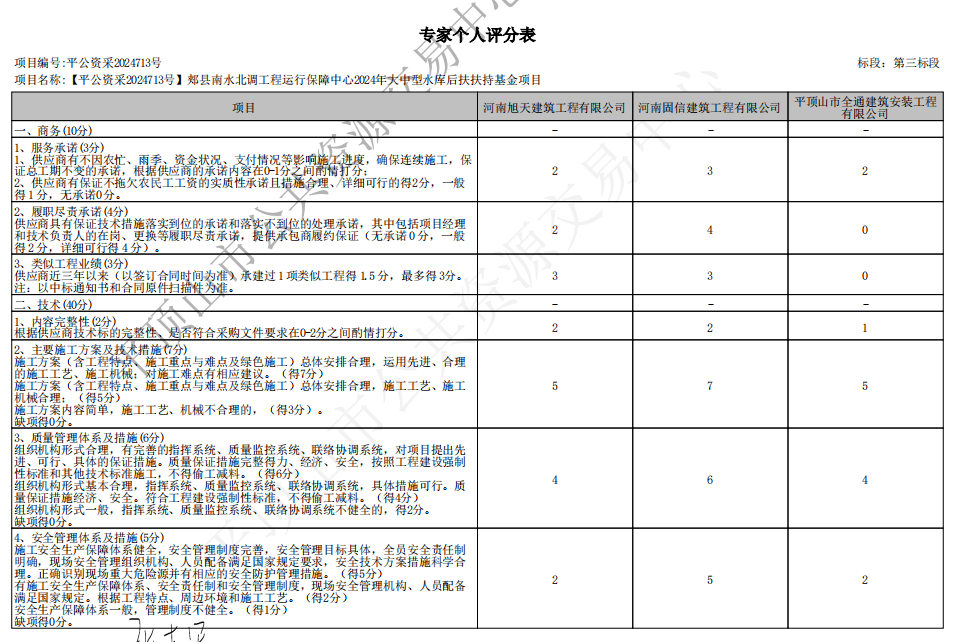 专家个人评分表
项目编号:平公资采2024713号 标段：第三标段
项目名称:【平公资采2024713号】郏县南水北调工程运行保障中心2024年大中型水库后扶扶持基金项目
项目 河南旭天建筑工程有限公司 河南固信建筑工程有限公司 平顶山市全通建筑安装工程
有限公司
一、商务(10分) － － －
1、服务承诺(3分)
1、供应商有不因农忙、雨季、资金状况、支付情况等影响施工进度，确保连续施工，保
证总工期不变的承诺，根据供应商的承诺内容在0-1分之间酌情打分；
2、供应商有保证不拖欠农民工工资的实质性承诺且措施合理、详细可行的得2分，一般
得1分，无承诺0分。
2 3 2
2、履职尽责承诺(4分)
供应商具有保证技术措施落实到位的承诺和落实不到位的处理承诺，其中包括项目经理
和技术负责人的在岗、更换等履职尽责承诺，提供承包商履约保证（无承诺0分，一般
得2分，详细可行得4分）。
2 4 0
3、类似工程业绩(3分)
供应商近三年以来（以签订合同时间为准）承建过1项类似工程得1.5分，最多得3分。
注：以中标通知书和合同原件扫描件为准。
3 3 0
二、技术(40分) － － －
1、内容完整性(2分)
根据供应商技术标的完整性、是否符合采购文件要求在0-2分之间酌情打分。
2 2 1
2、主要施工方案及技术措施(7分)
施工方案（含工程特点、施工重点与难点及绿色施工）总体安排合理，运用先进、合理
的施工工艺、施工机械；对施工难点有相应建议。（得7分）
施工方案（含工程特点、施工重点与难点及绿色施工）总体安排合理，施工工艺、施工
机械合理；（得5分）
施工方案内容简单，施工工艺、机械不合理的，（得3分）。
缺项得0分。
5 7 5
3、质量管理体系及措施(6分)
组织机构形式合理，有完善的指挥系统、质量监控系统、联络协调系统，对项目提出先
进、可行、具体的保证措施。质量保证措施完整得力、经济、安全，按照工程建设强制
性标准和其他技术标准施工，不得偷工减料。（得6分）
组织机构形式基本合理，指挥系统、质量监控系统、联络协调系统，具体措施可行。质
量保证措施经济、安全。符合工程建设强制性标准，不得偷工减料。（得4分）
组织机构形式一般，指挥系统、质量监控系统、联络协调系统不健全的，得2分。
缺项得0分。
4 6 4
4、安全管理体系及措施(5分)
施工安全生产保障体系健全，安全管理制度完善，安全管理目标具体，全员安全责任制
明确，现场安全管理组织机构、人员配备满足国家规定要求，安全技术方案措施科学合
理。正确识别现场重大危险源并有相应的安全防护管理措施。（得5分）
有施工安全生产保障体系、安全责任制和安全管理制度，现场安全管理机构、人员配备
满足国家规定。根据工程特点、周边环境和施工工艺。（得2分）
安全生产保障体系一般，管理制度不健全。（得1分）
缺项得0分。
2 5 2
平顶山市公共资源交易中心
平顶山市公共资源交易中心